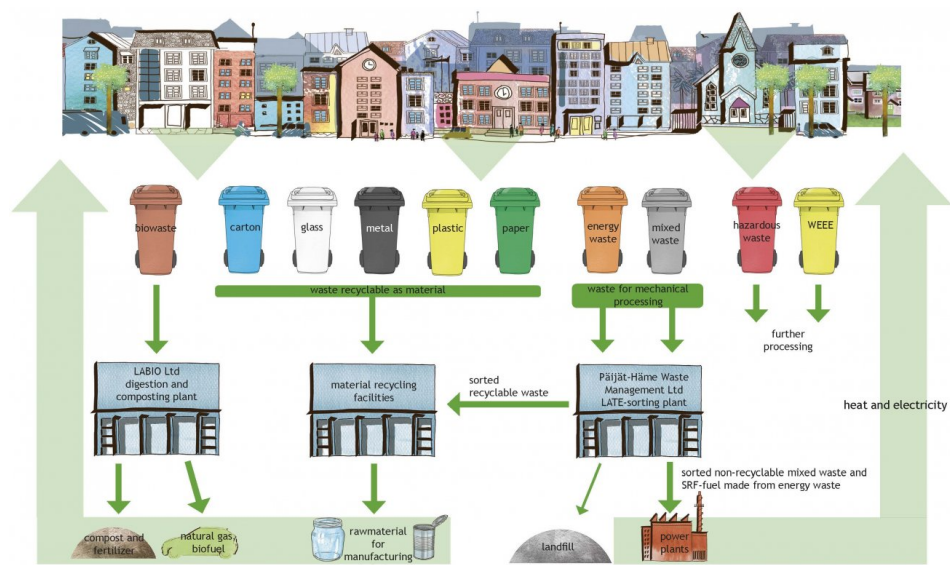 biowaste
carton
glass
metal
plastic
paper
energy
waste
mixed
waste
hazardous
waste
WEEE
waste recyclable as material
waste for mechanical
processing
further
processing
LABIO Ltd
digestion and
composting plant
material recycling
facilities
sorted
recyclable waste
Päijät-Häme Waste
Management Ltd
LATE-sorting plant
heat and electricity
sorted non-recyclable mixed waste and
SRF-fuel made from energy waste
compost and
fertilizer
natural gas,
biofuel
rawmaterial
for
manufacturing
landfill
power
plants